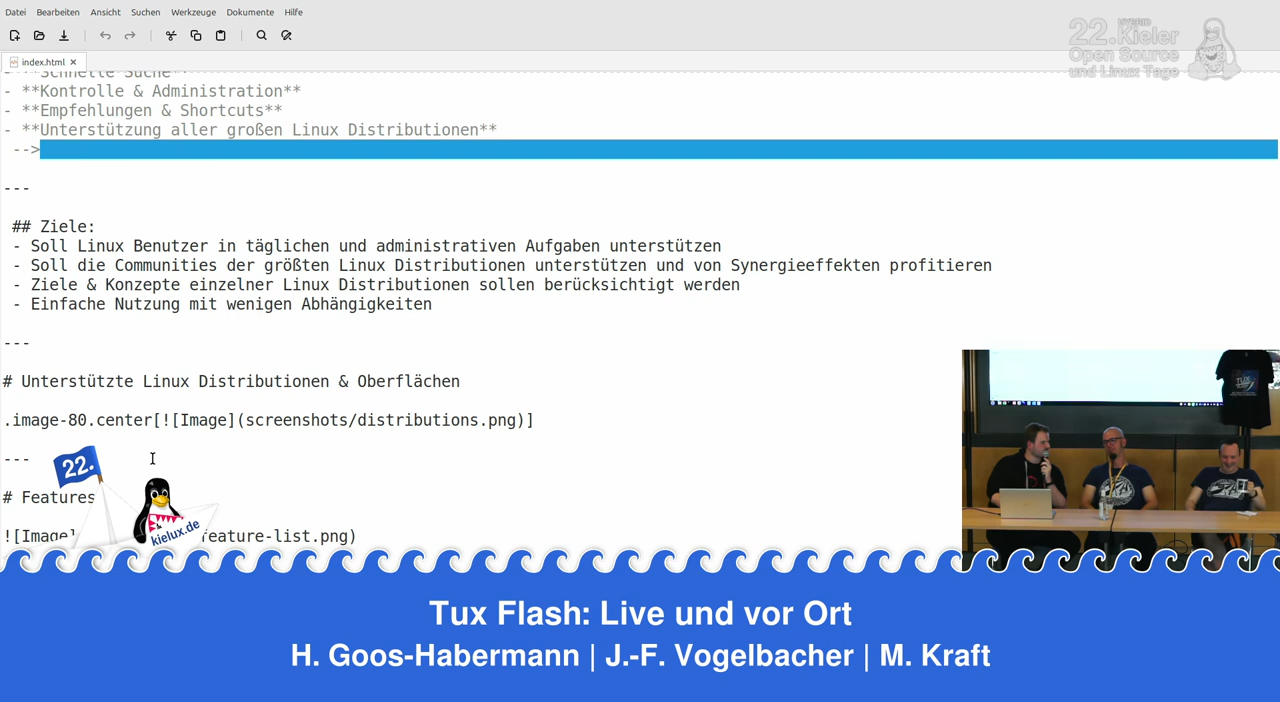 Datei Bearbeiten Ansicht Suchen Werkzeuge Dokumente Hilfe
HYBRID
22.Kieler
Open Source
und Linux Tage
index.html
- **Schnelle Suche**
- **Kontrolle & Administration**
- **Empfehlungen & Shortcuts**
- **Unterstützung aller großen Linux Distributionen**
-->
---
## Ziele:
- Soll Linux Benutzer in täglichen und administrativen Aufgaben unterstützen
- Soll die Communities der größten Linux Distributionen unterstützen und von Synergieeffekten profitieren
- Ziele & Konzepte einzelner Linux Distributionen sollen berücksichtigt werden
- Einfache Nutzung mit wenigen Abhängigkeiten
---
# Unterstützte Linux Distributionen & Oberflächen
.image-80.center[![Image](screenshots/distributions.png)]
---
# Features
![Image] feature-list.png)
22.
kielux.de
TUX
Tux Flash: Live und vor Ort
H. Goos-Habermann | J.-F. Vogelbacher | M. Kraft